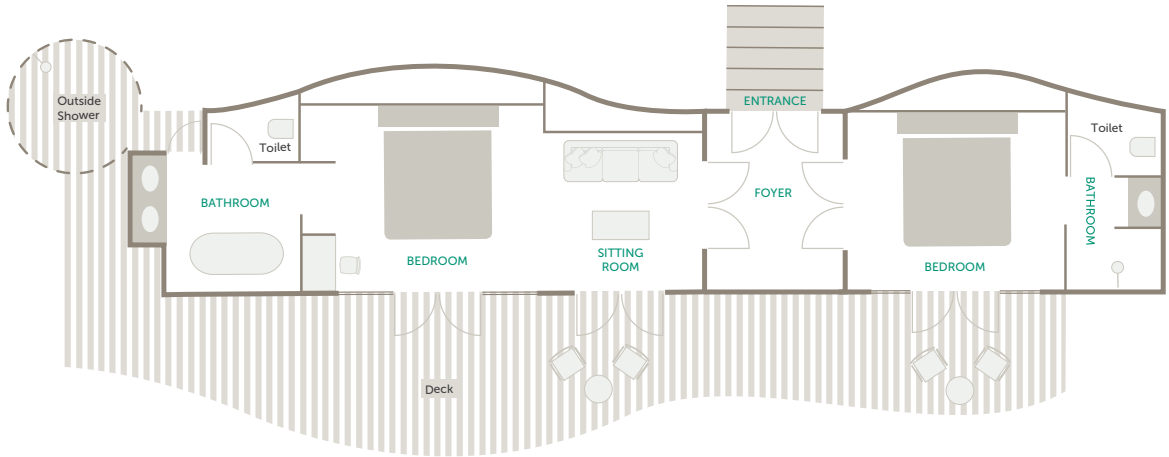 Outside
Shower
ENTRANCE
Toilet
Toilet
BATHROOM
FOYER
BATHROOM
BEDROOM
SITTING
ROOM
BEDROOM
Deck